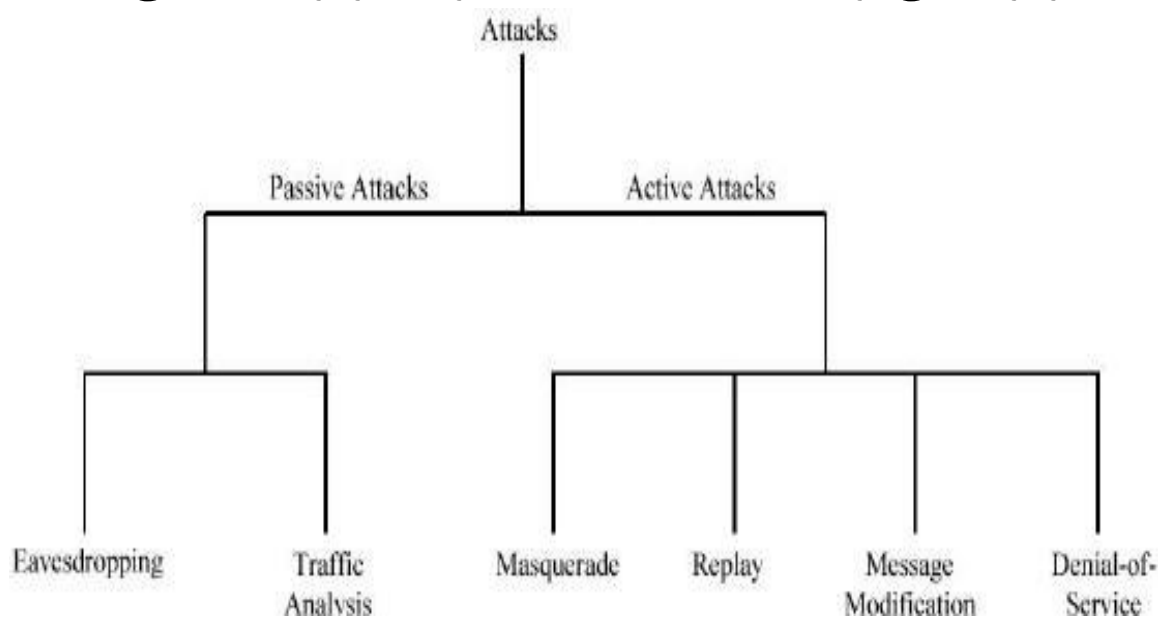 Attacks
Passive Attacks Active Attacks
Eavesdropping Traffic Masquerade Replay Message Denial-of-
Analysis Modification Service